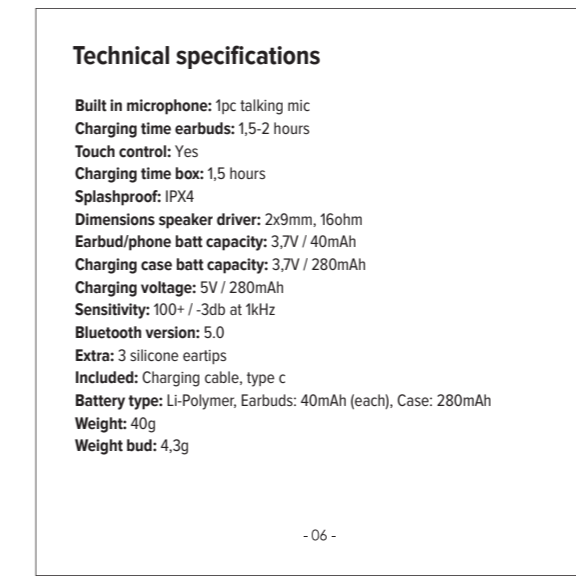 Technical specifications
Built in microphone: 1pc talking mic
Charging time earbuds: 1,5-2 hours
Touch control: Yes
Charging time box: 1,5 hours
Splashproof: IPX4
Dimensions speaker driver: 2x9mm, 16ohm
Earbud/phone batt capacity: 3,7V / 40mAh
Charging case batt capacity: 3,7V / 280mAh
Charging voltage: 5V / 280mAh
Sensitivity: 100+ / -3db at 1kHz
Bluetooth version: 5.0
Extra: 3 silicone eartips
Included: Charging cable, type c
Battery type: Li-Polymer, Earbuds: 40mAh (each), Case: 280mAh
Weight: 40g
Weight bud: 4,3g
- 06 -